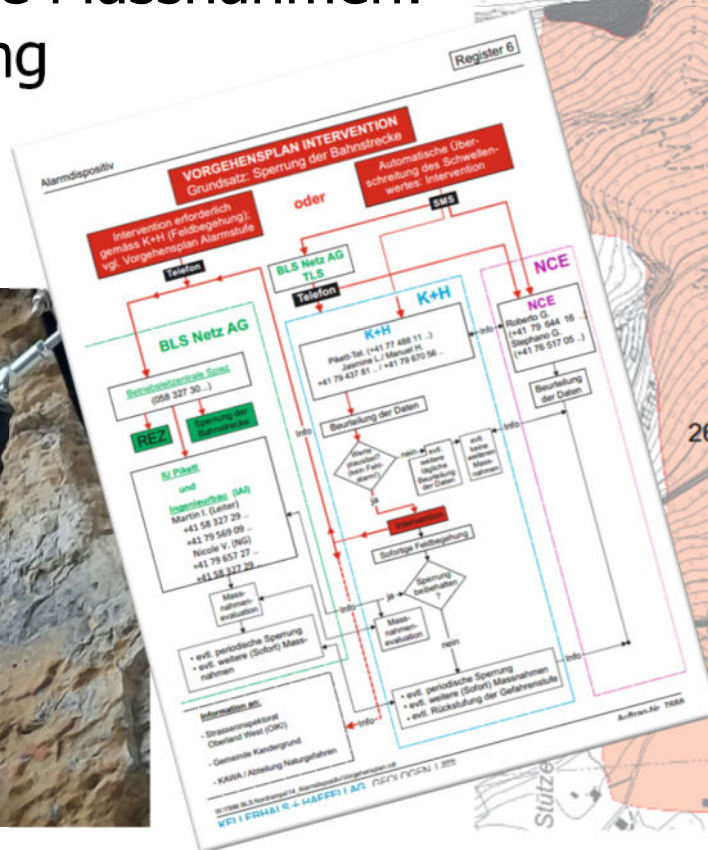 e Massnahmen:
ng
Register 6
Alarmdispositiv
VORGEHENSPLAN INTERVENTION
Grundsatz: Sperrung der Bahnstrecke
Intervention erforderlich
gemäss K+H (Feldbegehung);
vgl. Vorgehensplan Alarmstufe
oder
Automatische Über-
schreitung des Schwellen-
wertes: Intervention
Telefon
SMS
BLS Netz AG
TLS
Telefon
BLS Netz AG
Betriebsleitzentrale Spiez
(058 327 30...)
REZ
Sperrung der
Bahnstrecke
IU Pikett
und
Ingenieurbau (IAI)
Martin I. (Leiter)
+41 58 327 29 ..
+41 79 569 09 ..
Nicole V. (NG)
+41 79 657 27 ..
+41 58 327 29 ..
Mass-
nahmen-
evaluation
• evtl. periodische Sperrung
• evtl. weitere (Sofort) Mass-
nahmen
Information an:
- Strasseninspektorat
Oberland West (OIKI)
- Gemeinde Kandergrund
- KAWA / Abteilung Naturgefahren
K+H
K+H
Pikett-Tel. (+41 77 488 11 ..)
Jasmine L./ Manuel H.
+41 79 437 81 .. / +41 79 670 56 ..
Beurteilung der Daten
Werte
plausibel?
(kein Fehl-
alarm!)
nein
evtl.
weitere
tägliche
Beurteilung
der Daten
evtl.
keine
weiteren
Mass-
nahmen
ja
Intervention
Sofortige Feldbegehung
Sperrung
beibehalten
?
ja
Mass-
nahmen-
evaluation
nein
• evtl. periodische Sperrung
• evtl. weitere (Sofort) Massnahmen
• evtl. Rückstufung der Gefahrenstufe
NCE
NCE
Roberto G.
(+41 79 644 16 ..)
Stephano G.
(+41 76 517 05 ..)
Beurteilung
der Daten
Info
Info
Info
Info
Info
Info
KELLERHALS + HAEFELI AG GEOLOGEN
26
Stütze